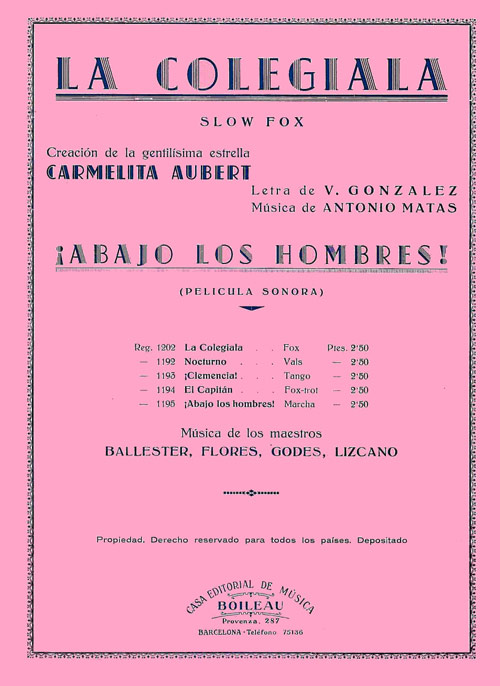 LA COLEGIALA
SLOW FOX
Creación de la gentilísima estrella
CARMELITA AUBERT
Letra de V. GONZALEZ
Música de ANTONIO MATAS
¡ABAJO LOS HOMBRES!
(PELICULA SONORA)
Reg. 1202 La Colegiala . . Fox Ptes. 2'50
— 1192 Nocturno . . . Vals — 2'50
— 1193 ¡Clemencia! . . . Tango — 2'50
— 1194 El Capitán . . . Fox-trot — 2'50
— 1195 ¡Abajo los hombres! Marcha — 2'50
Música de los maestros
BALLESTER, FLORES, GODES, LIZCANO
Propiedad. Derecho reservado para todos los países. Depositado
CASA EDITORIAL DE MÚSICA
BOILEAU
Provenza, 287
BARCELONA - Teléfono 75136